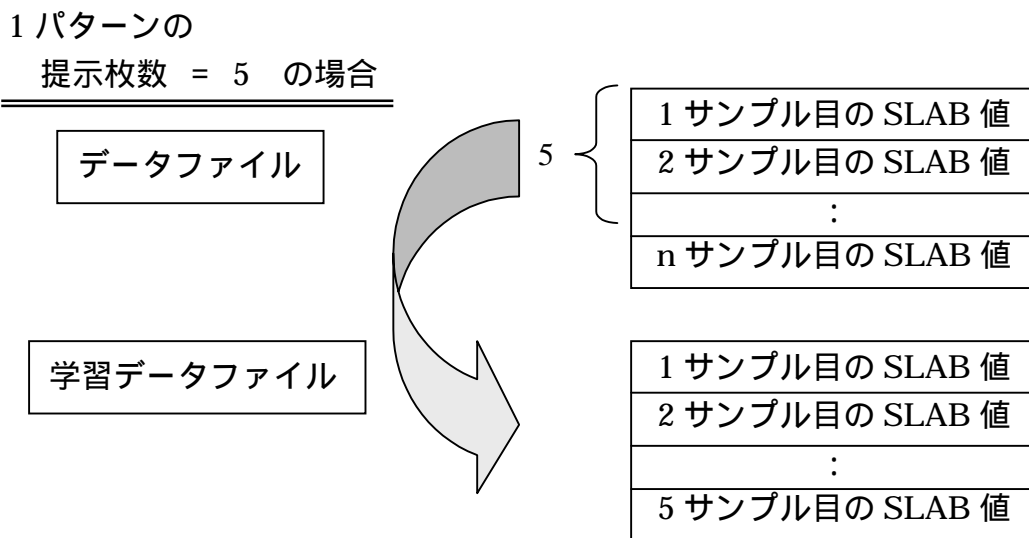 1 パターンの
提示枚数 = 5 の場合
データファイル
5
1 サンプル目の SLAB 値
2 サンプル目の SLAB 値
:
n サンプル目の SLAB 値
学習データファイル
1 サンプル目の SLAB 値
2 サンプル目の SLAB 値
:
5 サンプル目の SLAB 値